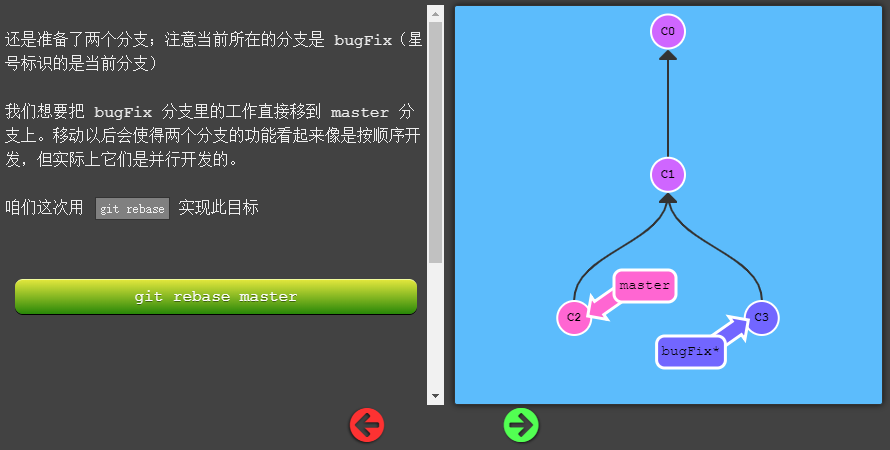 还是准备了两个分支；注意当前所在的分支是 bugFix（星
号标识的是当前分支）
我们想要把 bugFix 分支里的工作直接移到 master 分
支上。移动以后会使得两个分支的功能看起来像是按顺序开
发，但实际上它们是并行开发的。
咱们这次用 git rebase 实现此目标
git rebase master
C0
C1
master
C2
C3
bugFix*